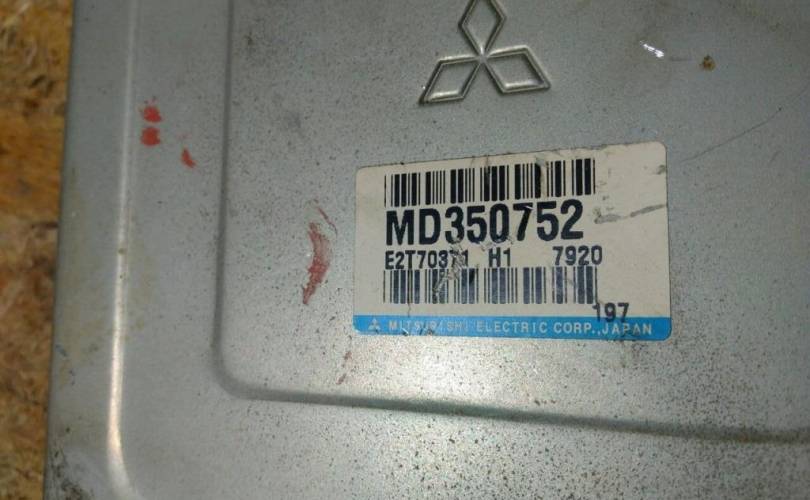 MD350752
E2T70371 H1 7920
197
MITSUBISHI ELECTRIC CORP.,JAPAN